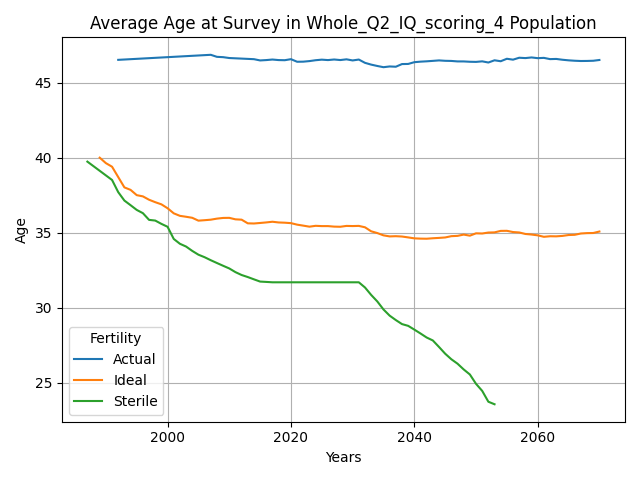 Average Age at Survey in Whole_Q2_IQ_scoring_4 Population
Age
45
40
35
30
25
Fertility
Actual
Ideal
Sterile
2000 2020 2040 2060
Years